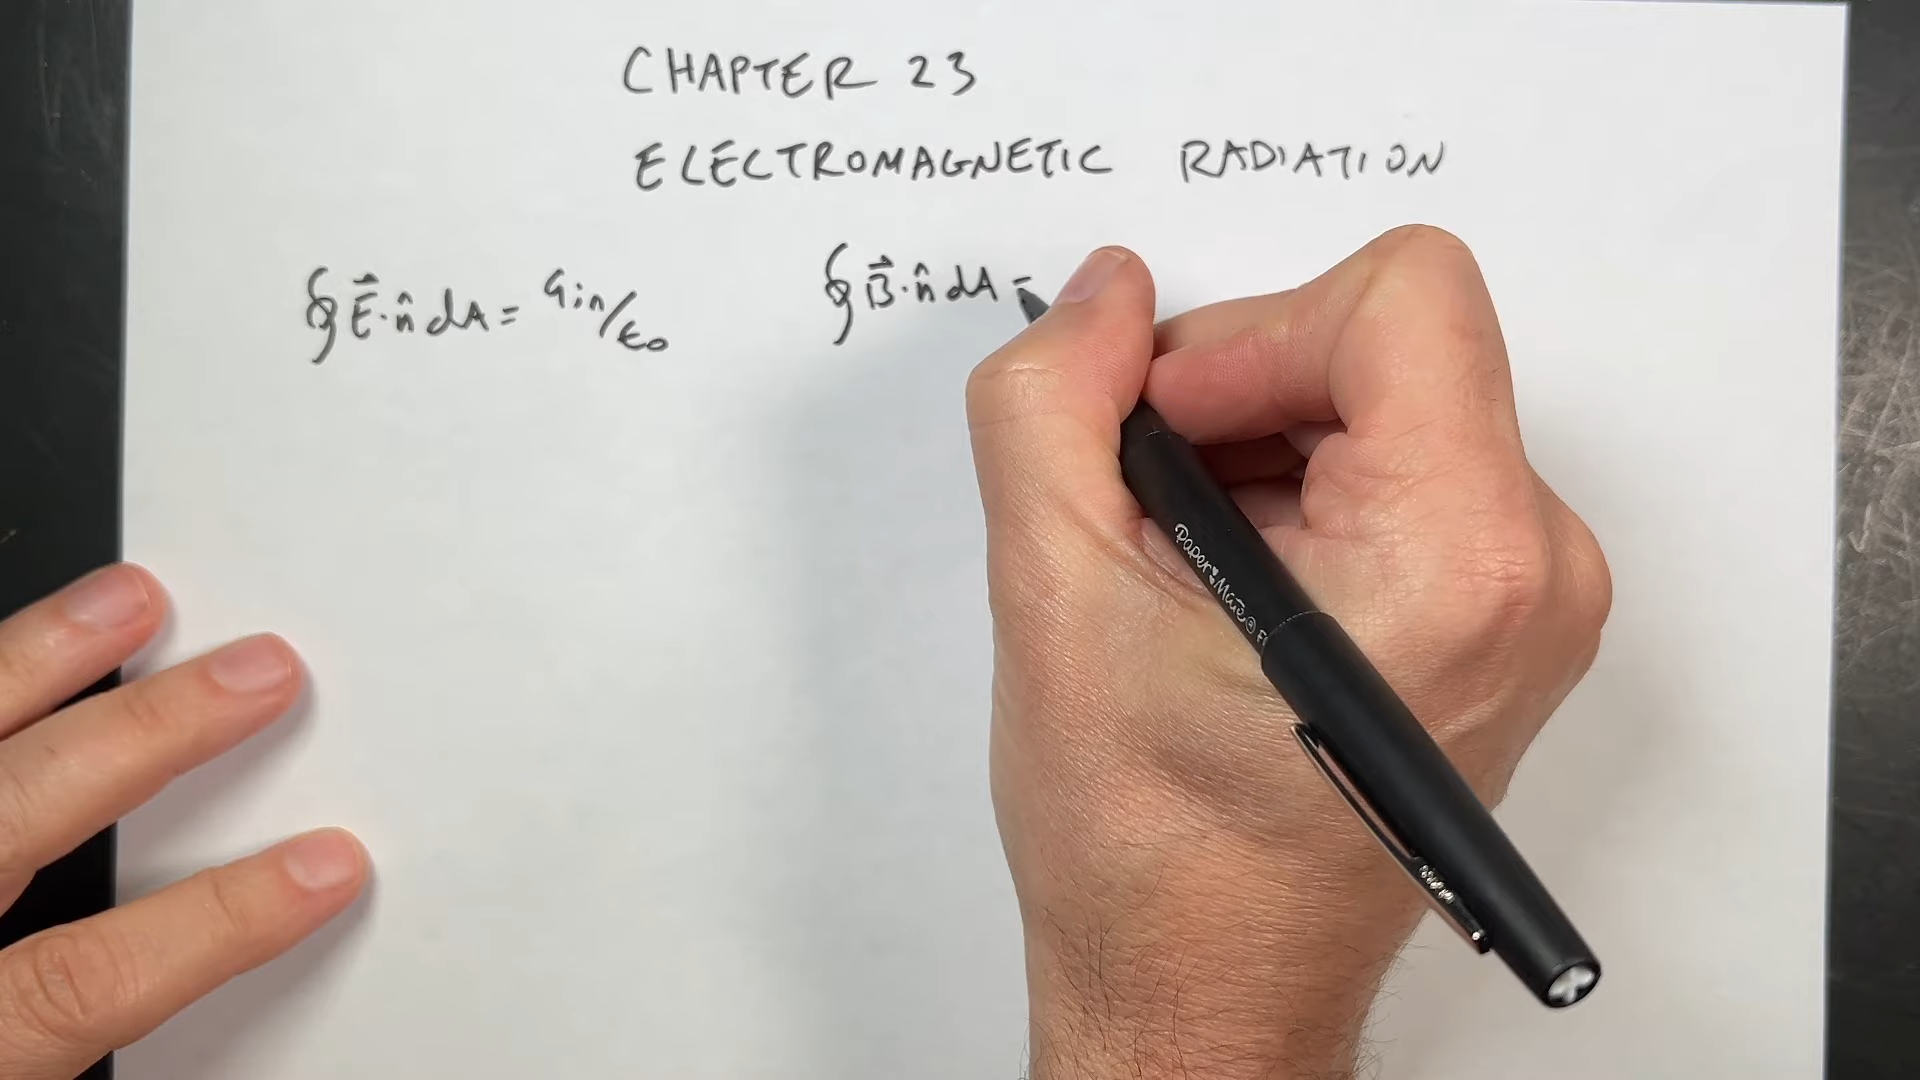 CHAPTER 23
ELECTROMAGNETIC RADIATION
∮E⃗·n̂ dA = qin/ε0
∮B⃗·n̂ dA =
Paper Mate®